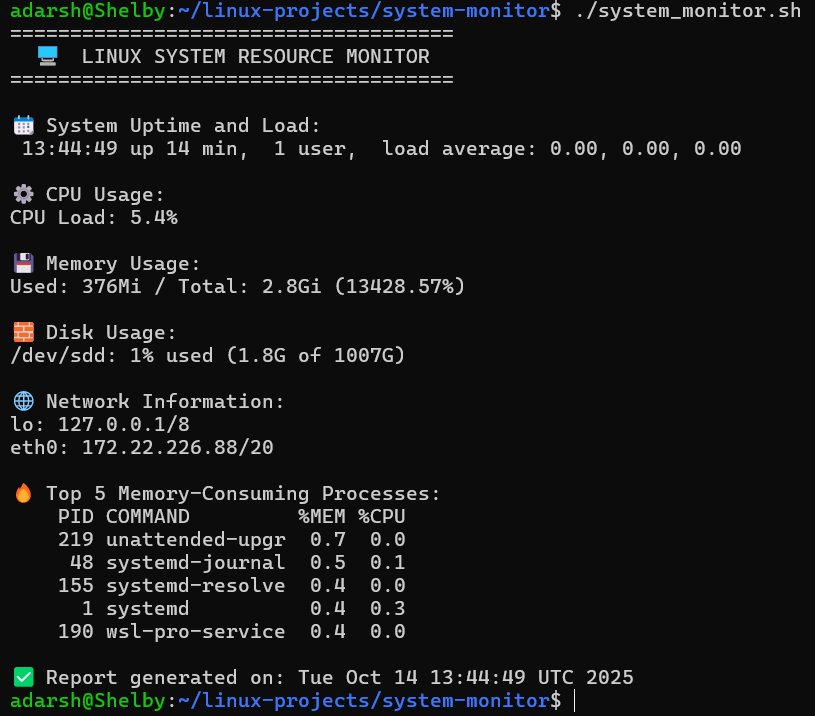 adarsh@Shelby:~/linux-projects/system-monitor$ ./system_monitor.sh
=====================================
🖥️  LINUX SYSTEM RESOURCE MONITOR
=====================================
📅 System Uptime and Load:
13:44:49 up 14 min,  1 user,  load average: 0.00, 0.00, 0.00
⚙️ CPU Usage:
CPU Load: 5.4%
💾 Memory Usage:
Used: 376Mi / Total: 2.8Gi (13428.57%)
🧱 Disk Usage:
/dev/sdd: 1% used (1.8G of 1007G)
🌐 Network Information:
lo: 127.0.0.1/8
eth0: 172.22.226.88/20
🔥 Top 5 Memory-Consuming Processes:
    PID COMMAND         %MEM %CPU
    219 unattended-upgr  0.7  0.0
     48 systemd-journal  0.5  0.1
    155 systemd-resolve  0.4  0.0
      1 systemd          0.4  0.3
    190 wsl-pro-service  0.4  0.0
✅ Report generated on: Tue Oct 14 13:44:49 UTC 2025
adarsh@Shelby:~/linux-projects/system-monitor$